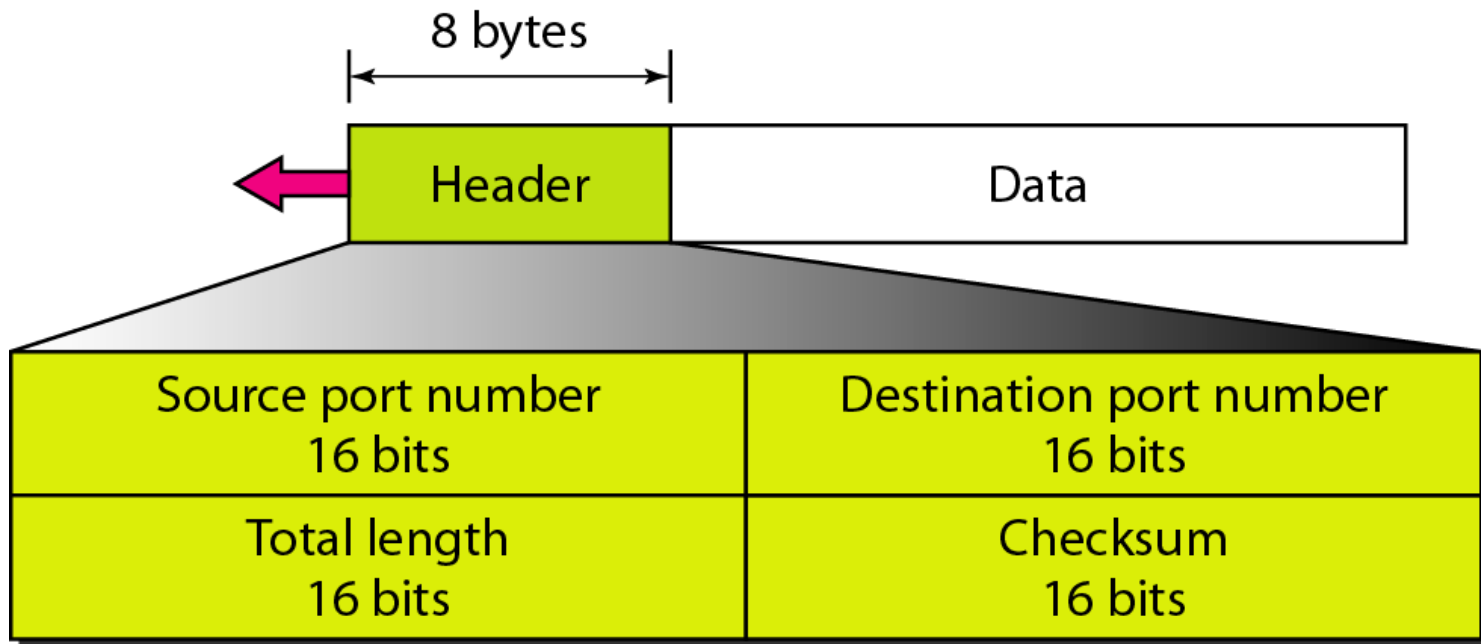 8 bytes
Header
Data
Source port number
16 bits
Destination port number
16 bits
Total length
16 bits
Checksum
16 bits